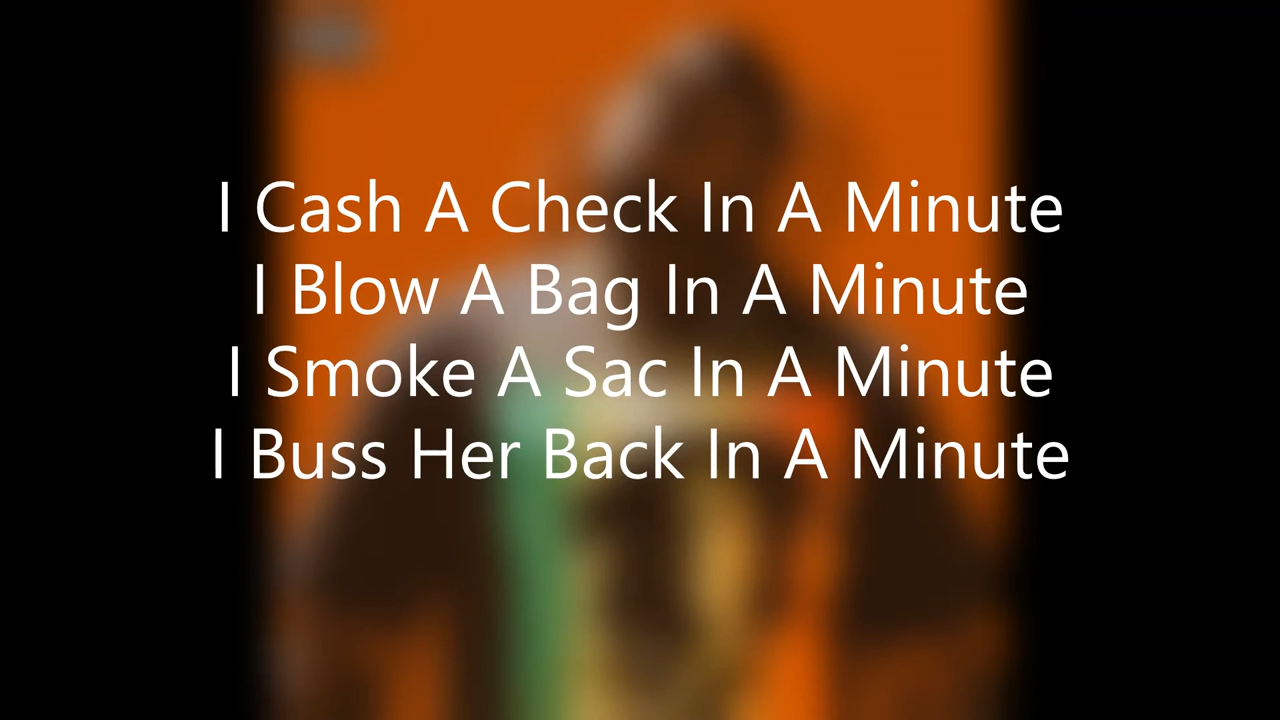 I Cash A Check In A Minute
I Blow A Bag In A Minute
I Smoke A Sac In A Minute
I Buss Her Back In A Minute